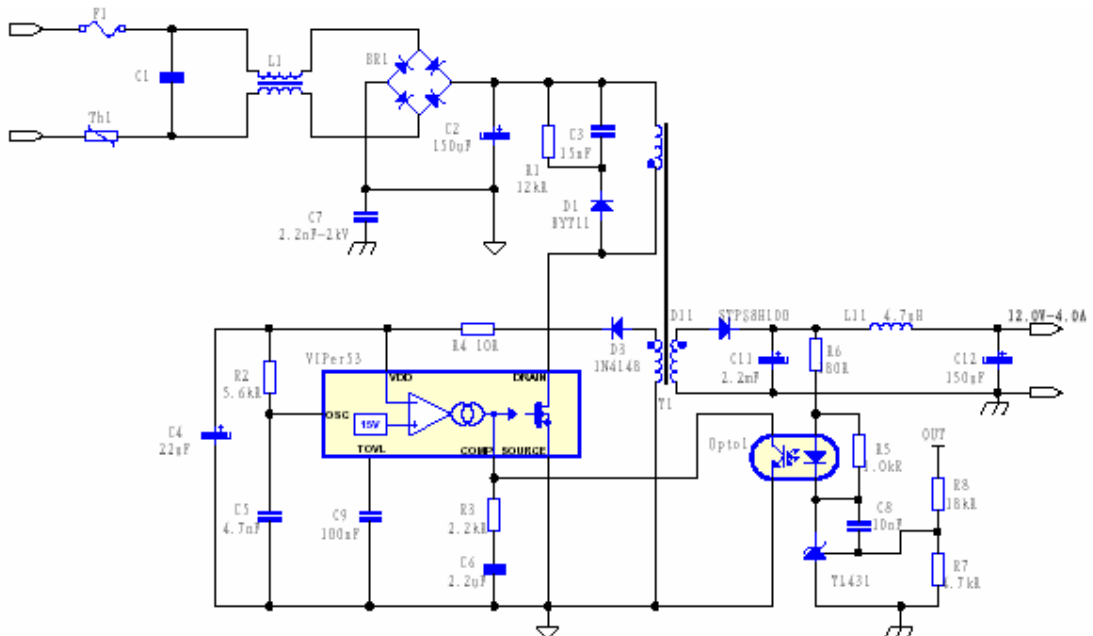 F1
C1
Th1
L1
BR1
C2
150uF
R1
12kR
C3
15nF
D1
BYT11
C7
2.2nF-2kV
R4 10R
D3
1N4148
T1
D11
STPS8H100
L11 4.7uH
12.0V-4.0A
C11
2.2mF
R6
80R
C12
150uF
R2
5.6kR
VIPer53
VDD
DRAIN
OSC
15V
TOVL
COMP
SOURCE
C4
22uF
C5
4.7nF
C9
100nF
R3
2.2kR
C6
2.2uF
Opto1
R5
1.0kR
C8
10nF
TL431
OUT
R8
18kR
R7
4.7kR